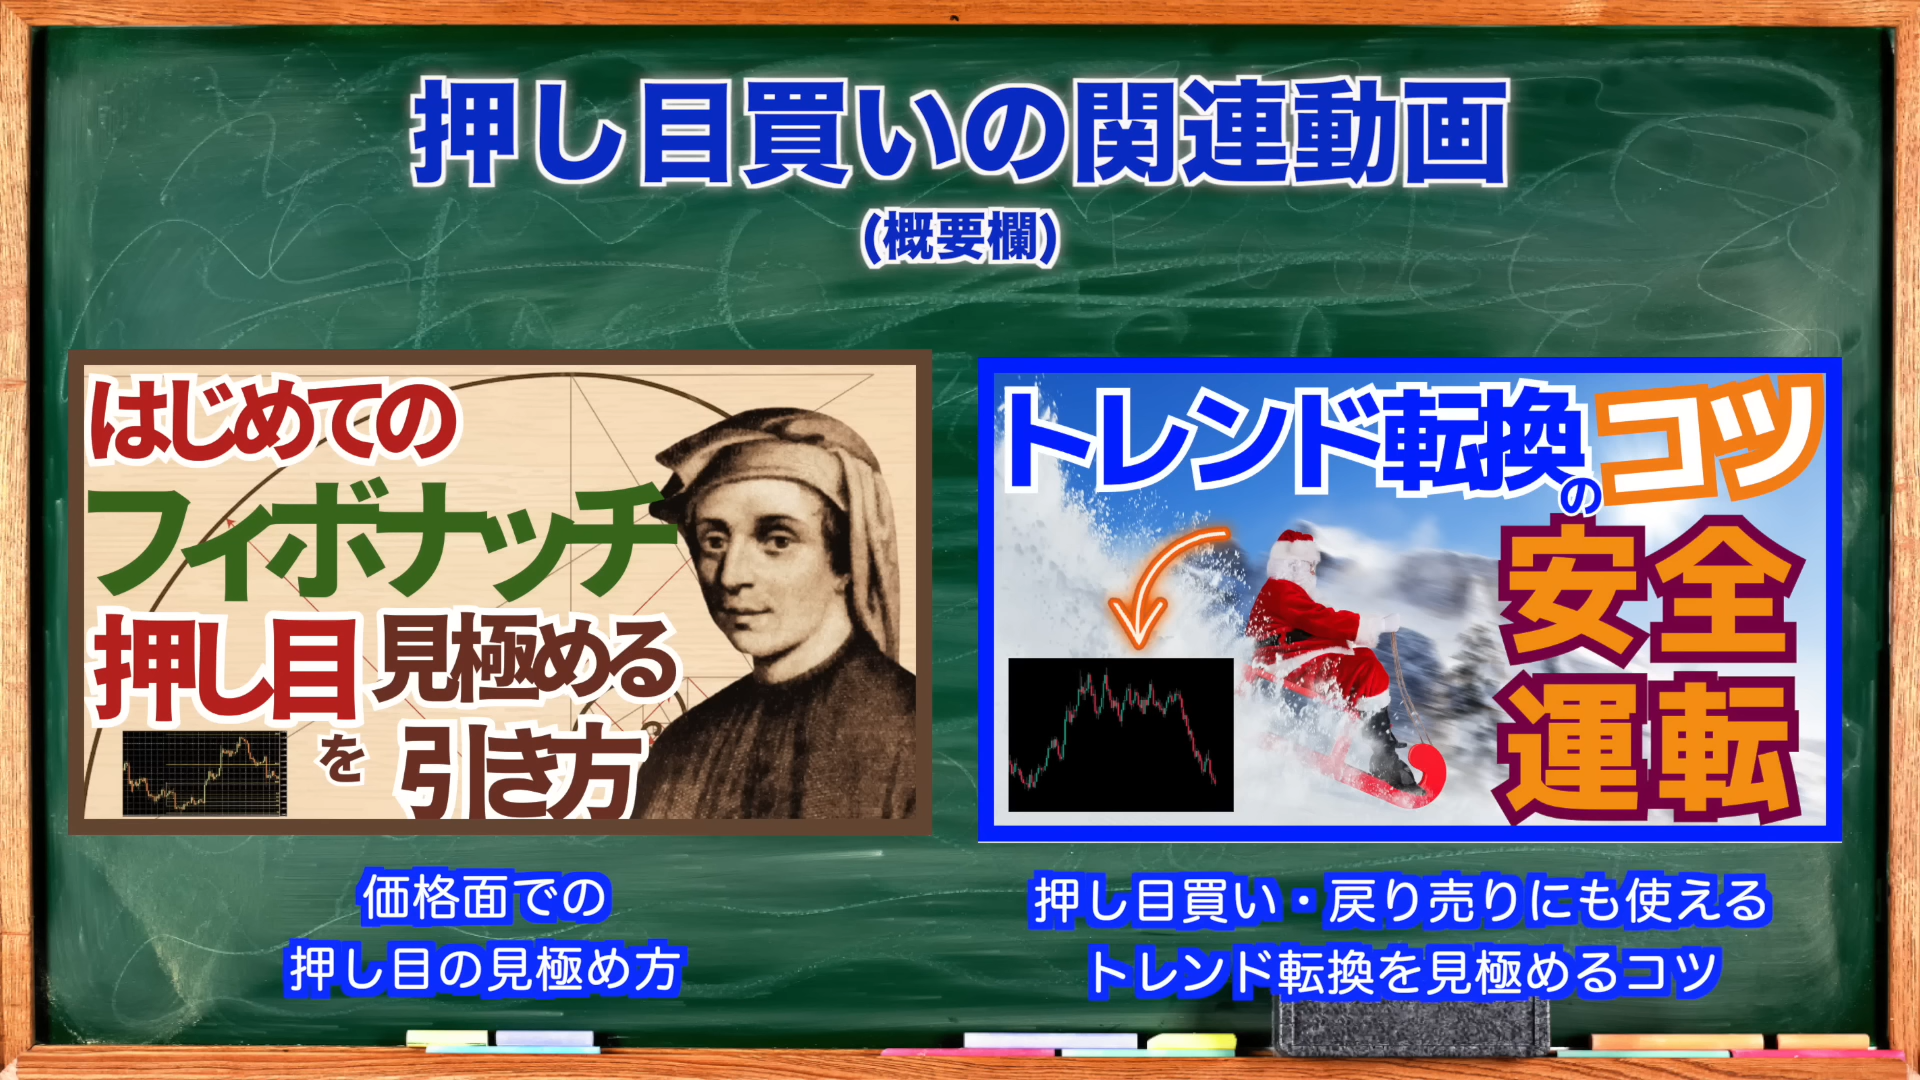 押し目買いの関連動画
(概要欄)
はじめての
フィボナッチ
押し目見極める
を引き方
トレンド転換のコツ
安全
運転
価格面での
押し目の見極め方
押し目買い・戻り売りにも使える
トレンド転換を見極めるコツ